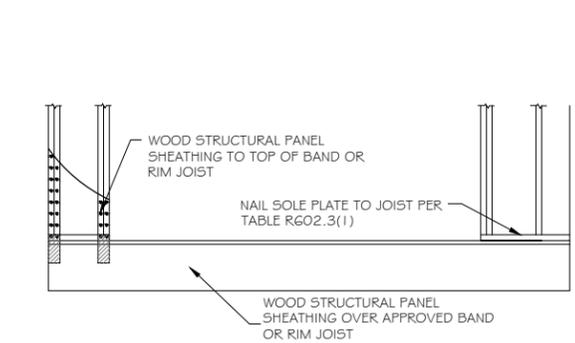 WOOD STRUCTURAL PANEL
SHEATHING TO TOP OF BAND OR
RIM JOIST
NAIL SOLE PLATE TO JOIST PER
TABLE R602.3(1)
WOOD STRUCTURAL PANEL
SHEATHING OVER APPROVED BAND
OR RIM JOIST